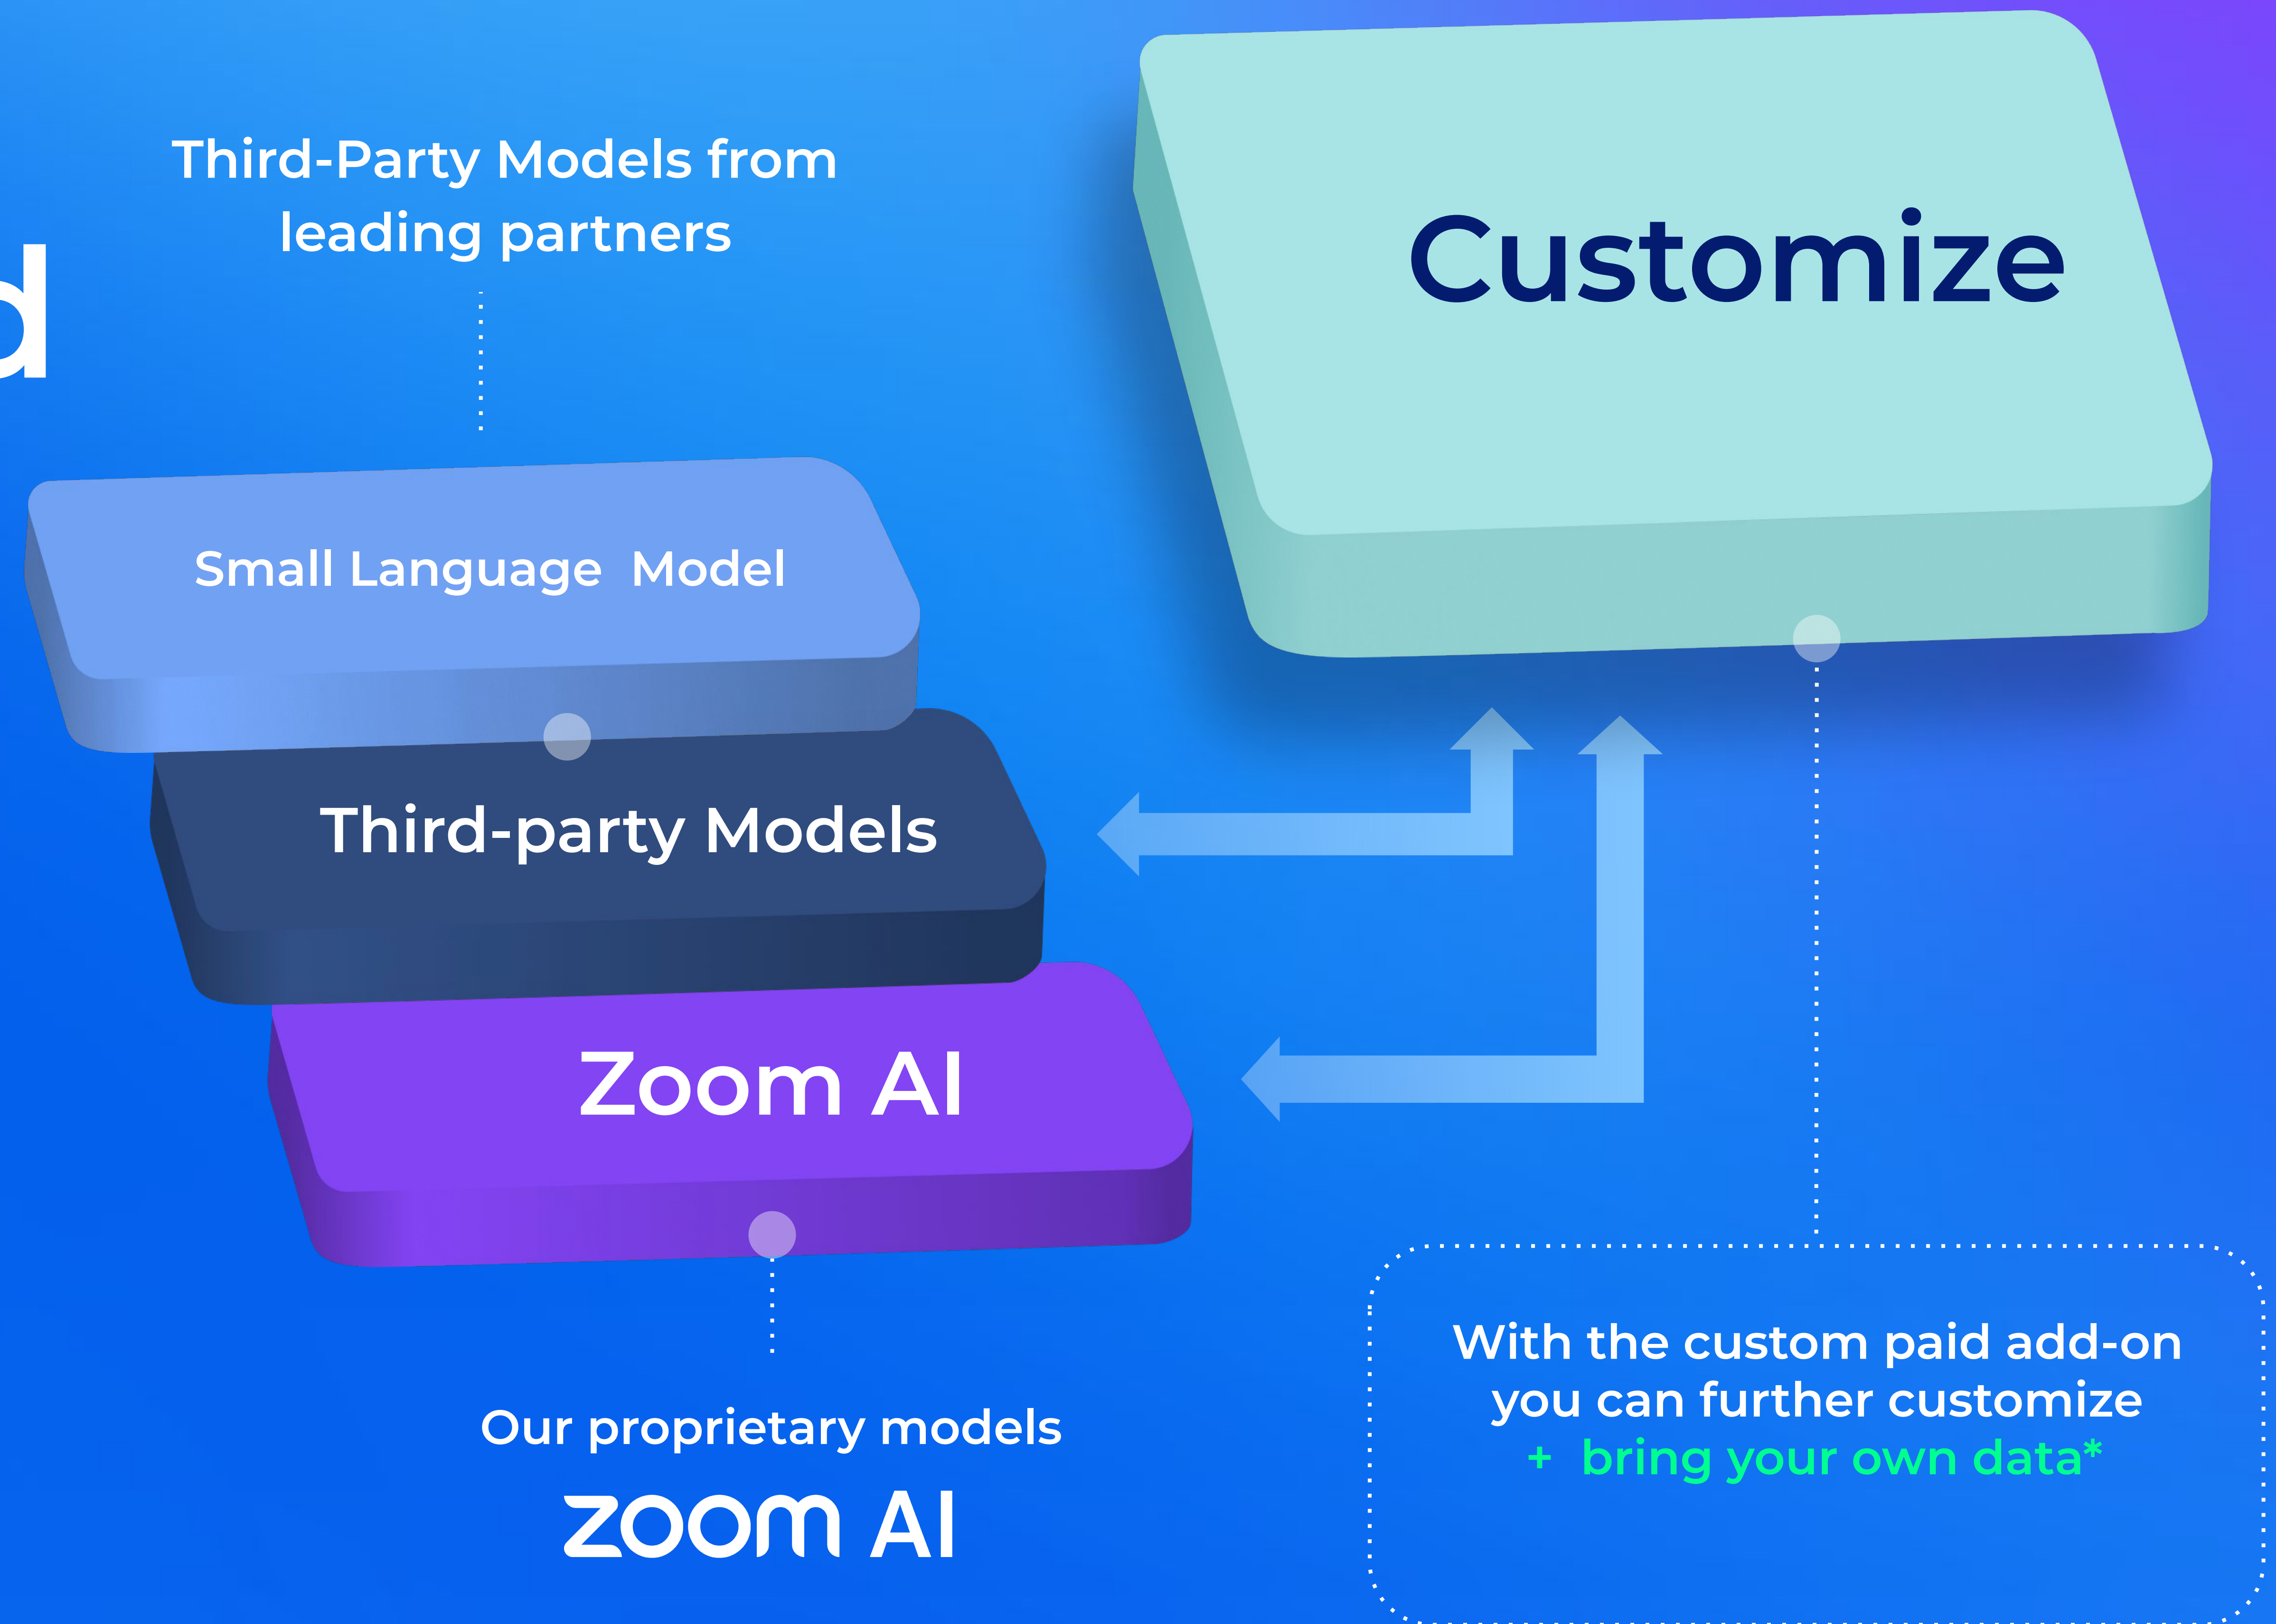 Third-Party Models from
leading partners
d
Customize
Small Language Model
Third-party Models
Zoom AI
Our proprietary models
zoom AI
With the custom paid add-on
you can further customize
+ bring your own data*